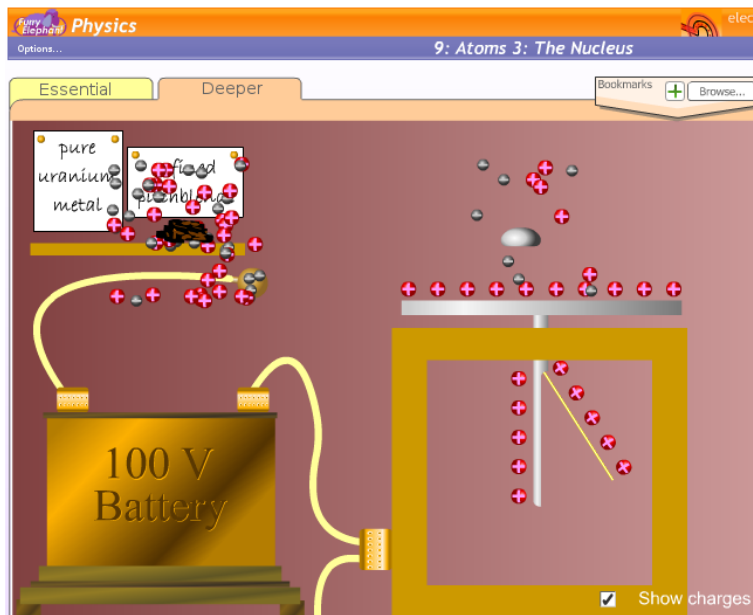 Furry
Elephant
Physics
elec
Options...
9: Atoms 3: The Nucleus
Essential
Deeper
Bookmarks
Browse...
pure
uranium
metal
100 V
Battery
Show charges